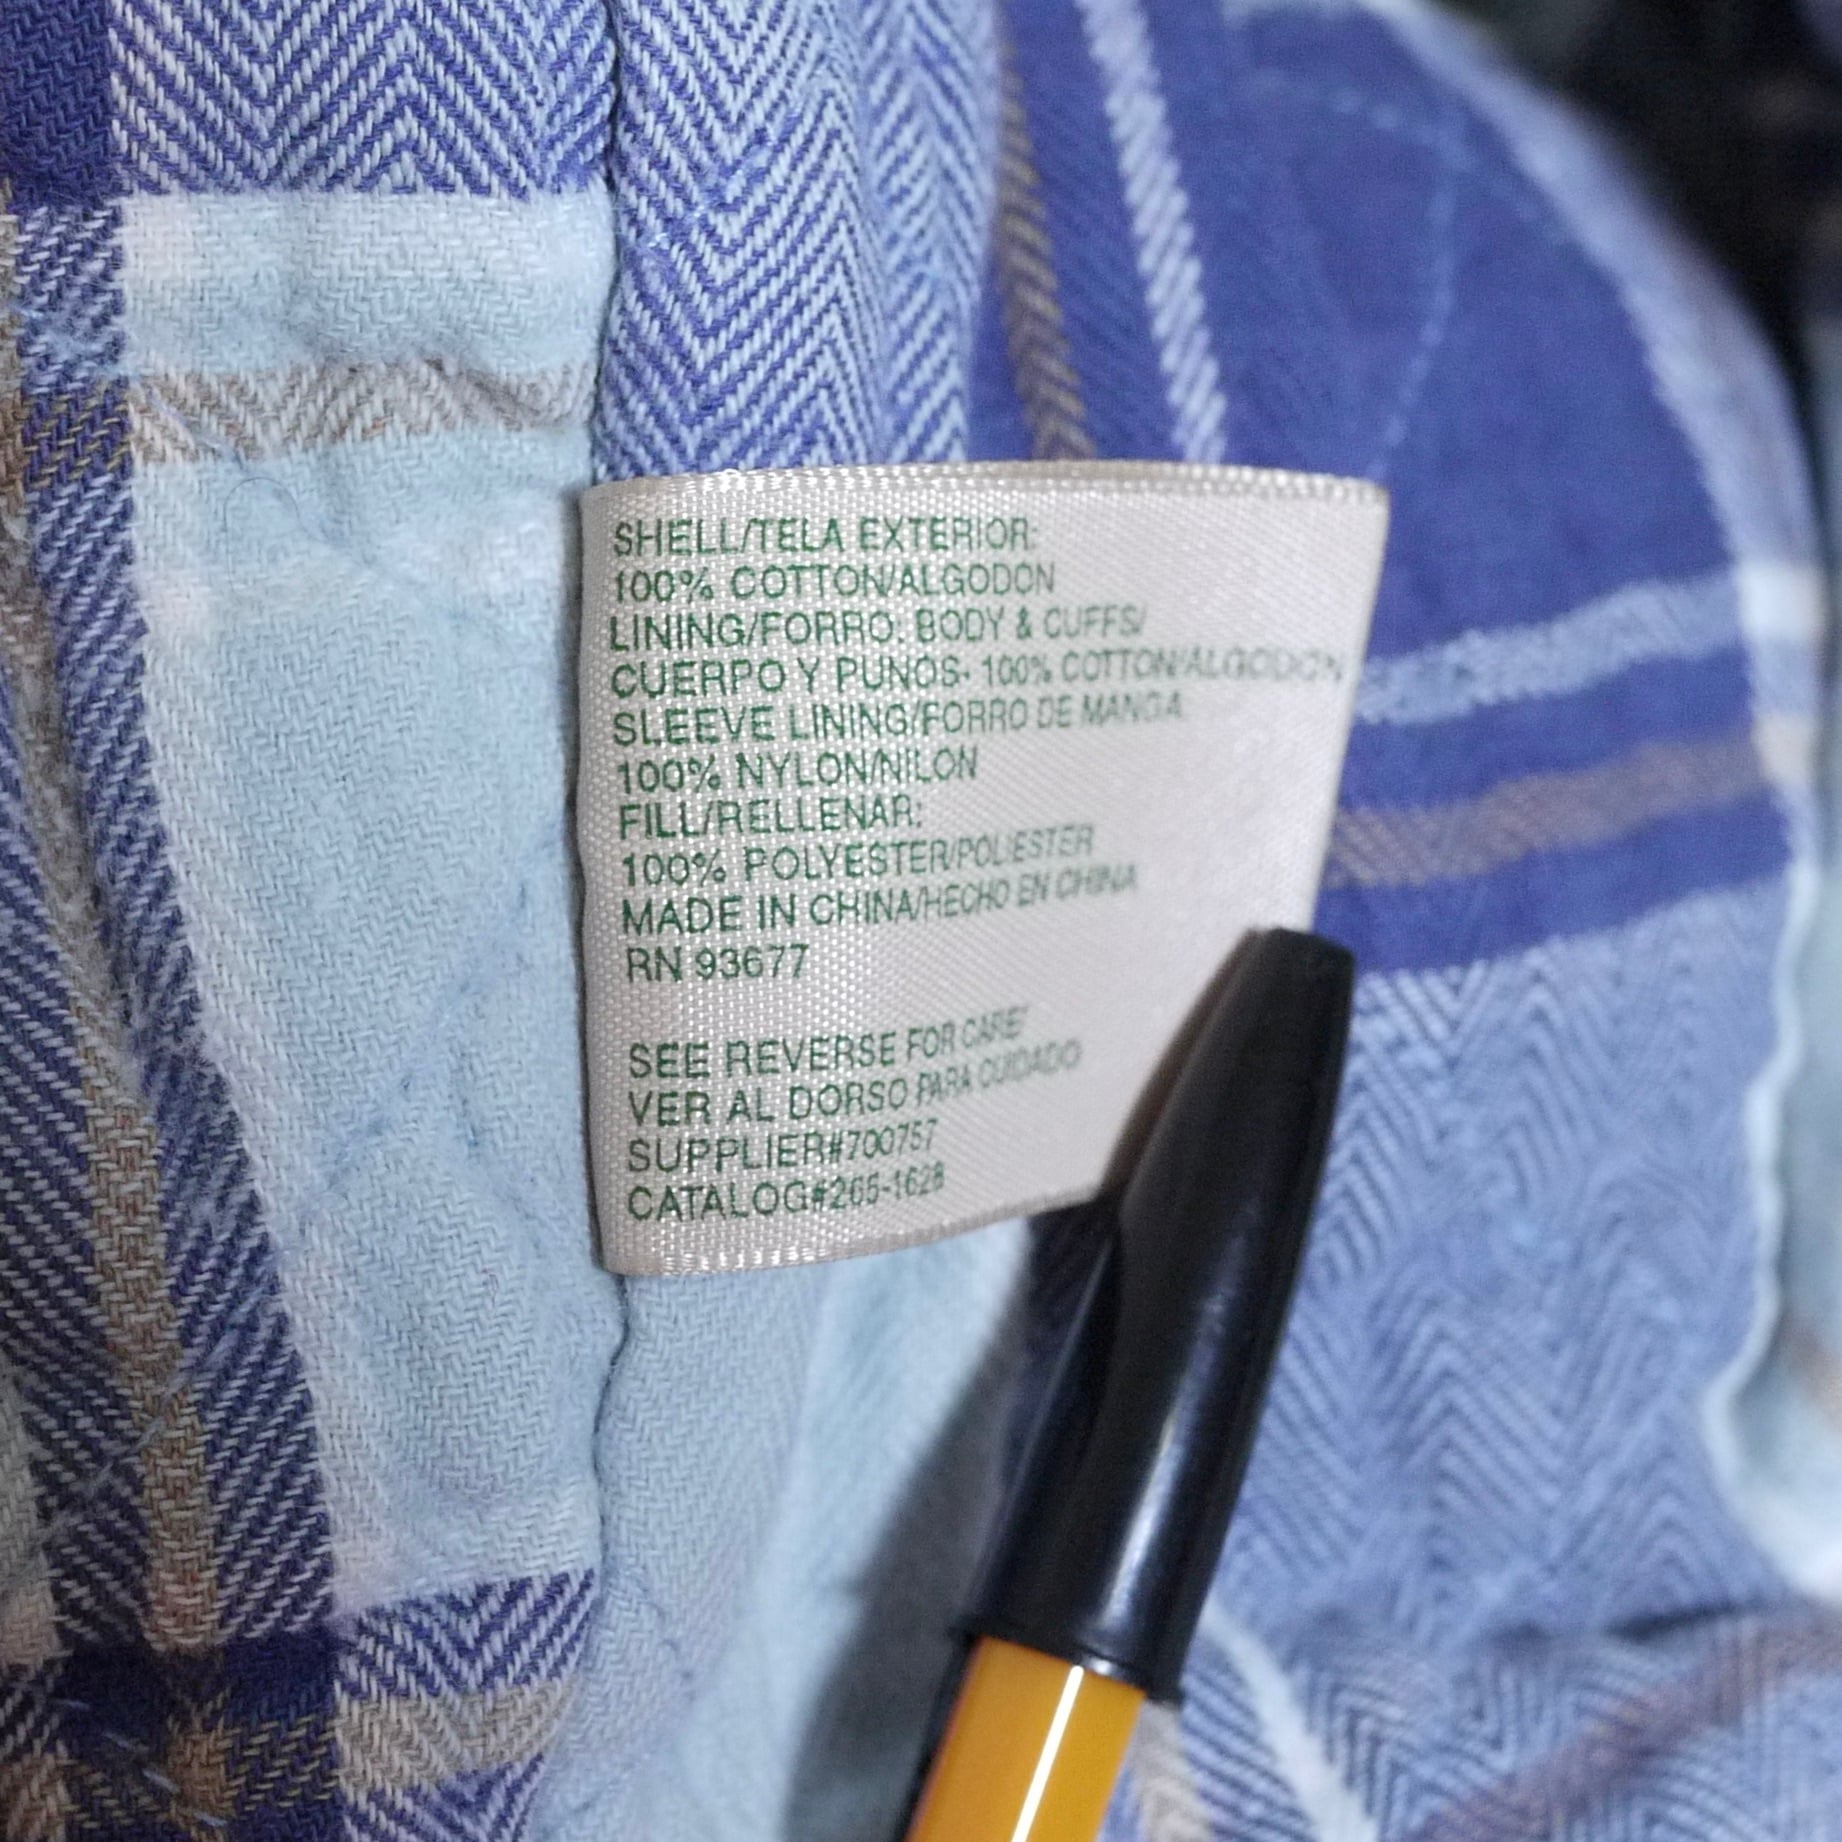 SHELL/TELA EXTERIOR:
100% COTTON/ALGODON
LINING/FORRO: BODY & CUFFS/
CUERPO Y PUNOS- 100% COTTON/ALGODON
SLEEVE LINING/FORRO DE MANGA
100% NYLON/NILON
FILL/RELLENAR:
100% POLYESTER/POLIESTER
MADE IN CHINA/HECHO EN CHINA
RN 93677
SEE REVERSE FOR CARE/
VER AL DORSO PARA CUIDADO
SUPPLIER#700757
CATALOG#265-1628